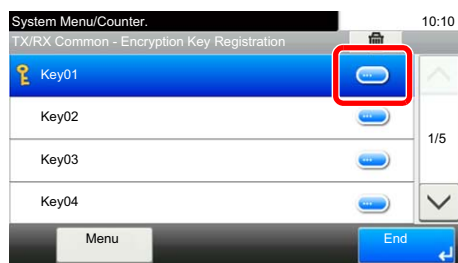 System Menu/Counter.
10:10
TX/RX Common - Encryption Key Registration
Key01
Key02
1/5
Key03
Key04
Menu
End